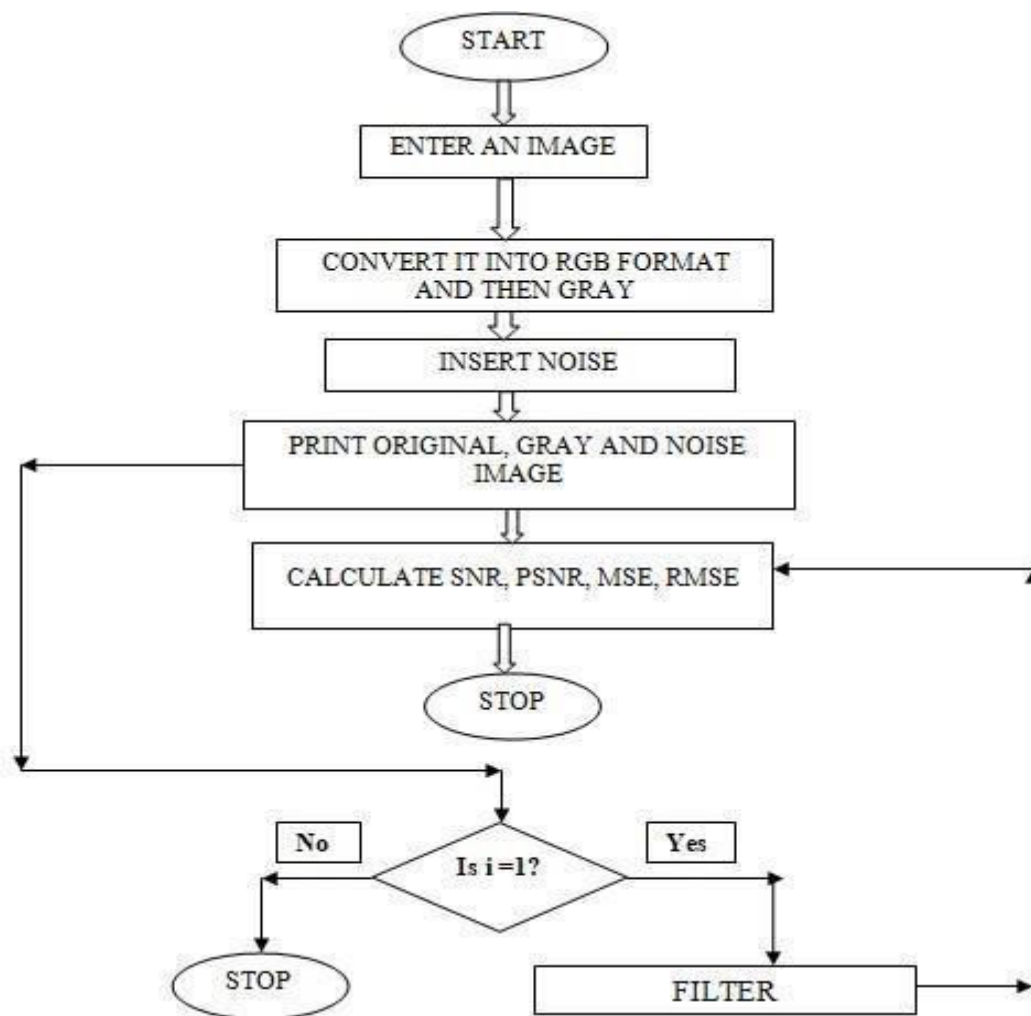 START
ENTER AN IMAGE
CONVERT IT INTO RGB FORMAT
AND THEN GRAY
INSERT NOISE
PRINT ORIGINAL, GRAY AND NOISE
IMAGE
CALCULATE SNR, PSNR, MSE, RMSE
STOP
No
Yes
Is i =1?
STOP
FILTER